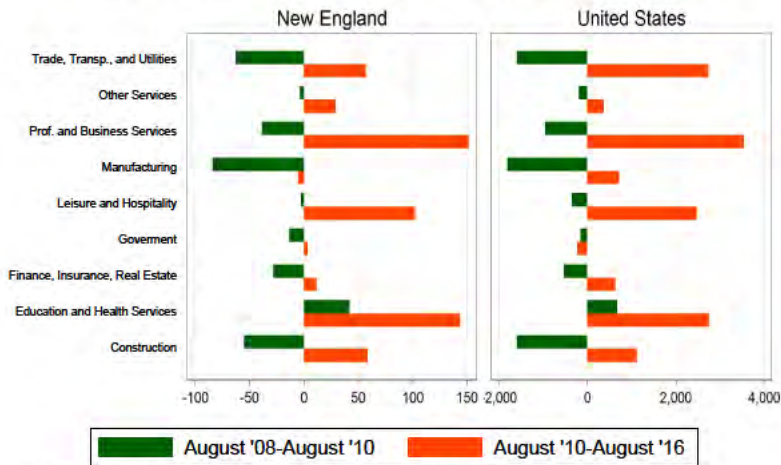 New England
United States
Trade, Transp., and Utilities
Other Services
Prof. and Business Services
Manufacturing
Leisure and Hospitality
Goverment
Finance, Insurance, Real Estate
Education and Health Services
Construction
-100 0 50 100 150
-2,000 0 2,000 4,000
August '08-August '10
August '10-August '16